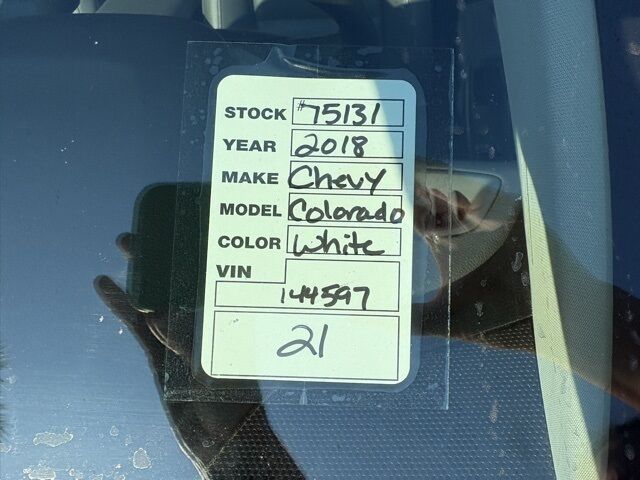 STOCK #75131
YEAR 2018
MAKE Chevy
MODEL Colorado
COLOR White
VIN
144597
21